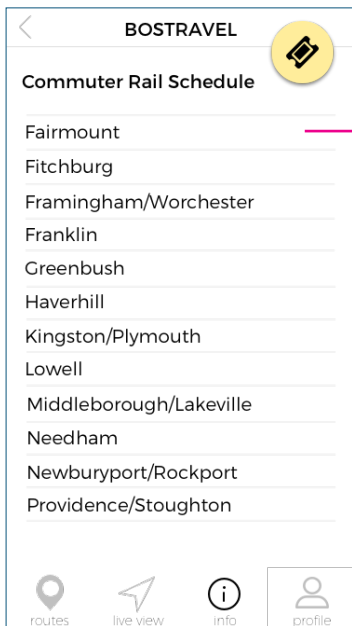 BOSTRAVEL
Commuter Rail Schedule
Fairmount
Fitchburg
Framingham/Worchester
Franklin
Greenbush
Haverhill
Kingston/Plymouth
Lowell
Middleborough/Lakeville
Needham
Newburyport/Rockport
Providence/Stoughton
routes live view info profile